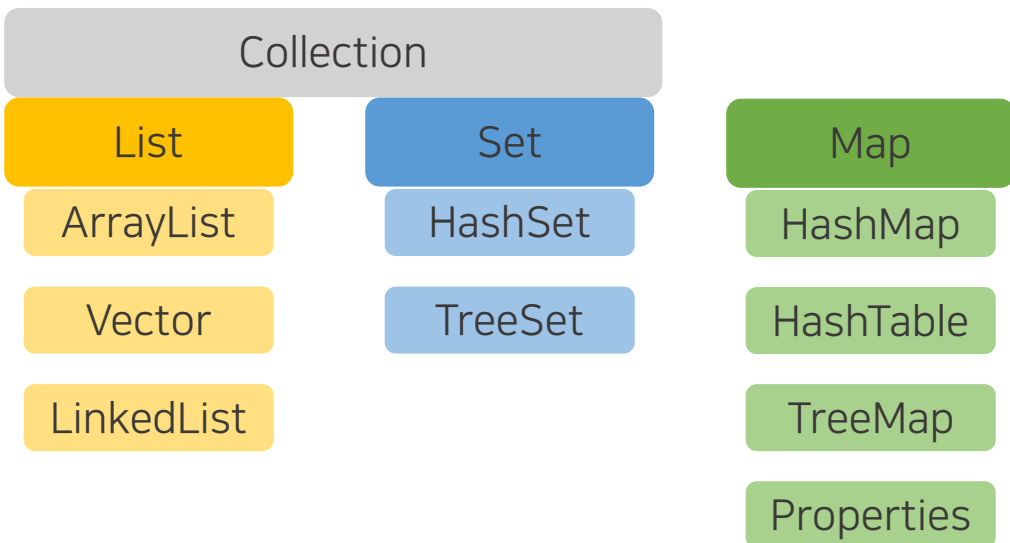 Collection
List
Set
Map
ArrayList
HashSet
HashMap
Vector
TreeSet
HashTable
LinkedList
TreeMap
Properties